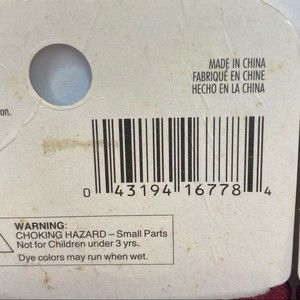 MADE IN CHINA
FABRIQUÉ EN CHINE
HECHO EN LA CHINA
on.
0 43194 16778 4
WARNING:
CHOKING HAZARD – Small Parts
Not for Children under 3 yrs.
Dye colors may run when wet.